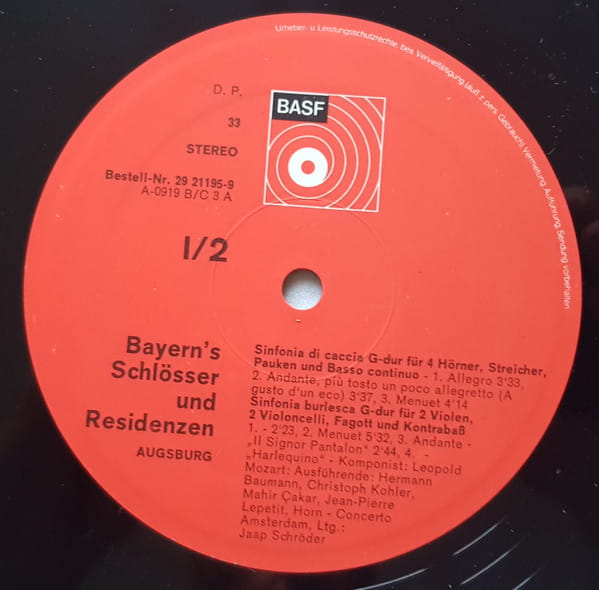 Urheber- u. Leistungsschutzrechte, bes. Vervielfältigung (auß. z. pers. Gebrauch), Vermietung, Aufführung, Sendung vorbehalten
D. P.
BASF
33
STEREO
Bestell-Nr. 29 21195-9
A-0919 B/C 3 A
I/2
Bayern's
Schlösser
und
Residenzen
AUGSBURG
Sinfonia di caccia G-dur für 4 Hörner, Streicher,
Pauken und Basso continuo - 1. Allegro 3'33,
2. Andante, più tosto un poco allegretto (A
gusto d'un eco) 3'37, 3. Menuet 4'14
Sinfonia burlesca G-dur für 2 Violen,
2 Violoncelli, Fagott und Kontrabaß
1. - 2'23, 2. Menuet 5'32, 3. Andante -
„Il Signor Pantalon" 2'44, 4. -
„Harlequino" - Komponist: Leopold
Mozart: Ausführende: Hermann
Baumann, Christoph Kohler,
Mahir Çakar, Jean-Pierre
Lepetit, Horn - Concerto
Amsterdam, Ltg.:
Jaap Schröder